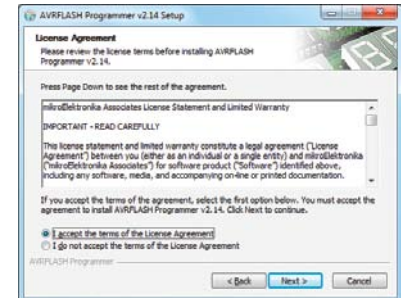 AVRFLASH Programmer v2.14 Setup
License Agreement
Please review the license terms before installing AVRFLASH
Programmer v2.14.
Press Page Down to see the rest of the agreement.
mikroElektronika Associates License Statement and Limited Warranty
IMPORTANT - READ CAREFULLY
This license statement and limited warranty constitute a legal agreement ("License
Agreement") between you (either as an individual or a single entity) and mikroElektronika
("mikroElektronika Associates") for software product ("Software") identified above,
including any software, media, and accompanying on-line or printed documentation.
If you accept the terms of the agreement, select the first option below. You must accept the
agreement to install AVRFLASH Programmer v2.14. Click Next to continue.
I accept the terms of the License Agreement
I do not accept the terms of the License Agreement
AVRFLASH Programmer
< Back Next > Cancel